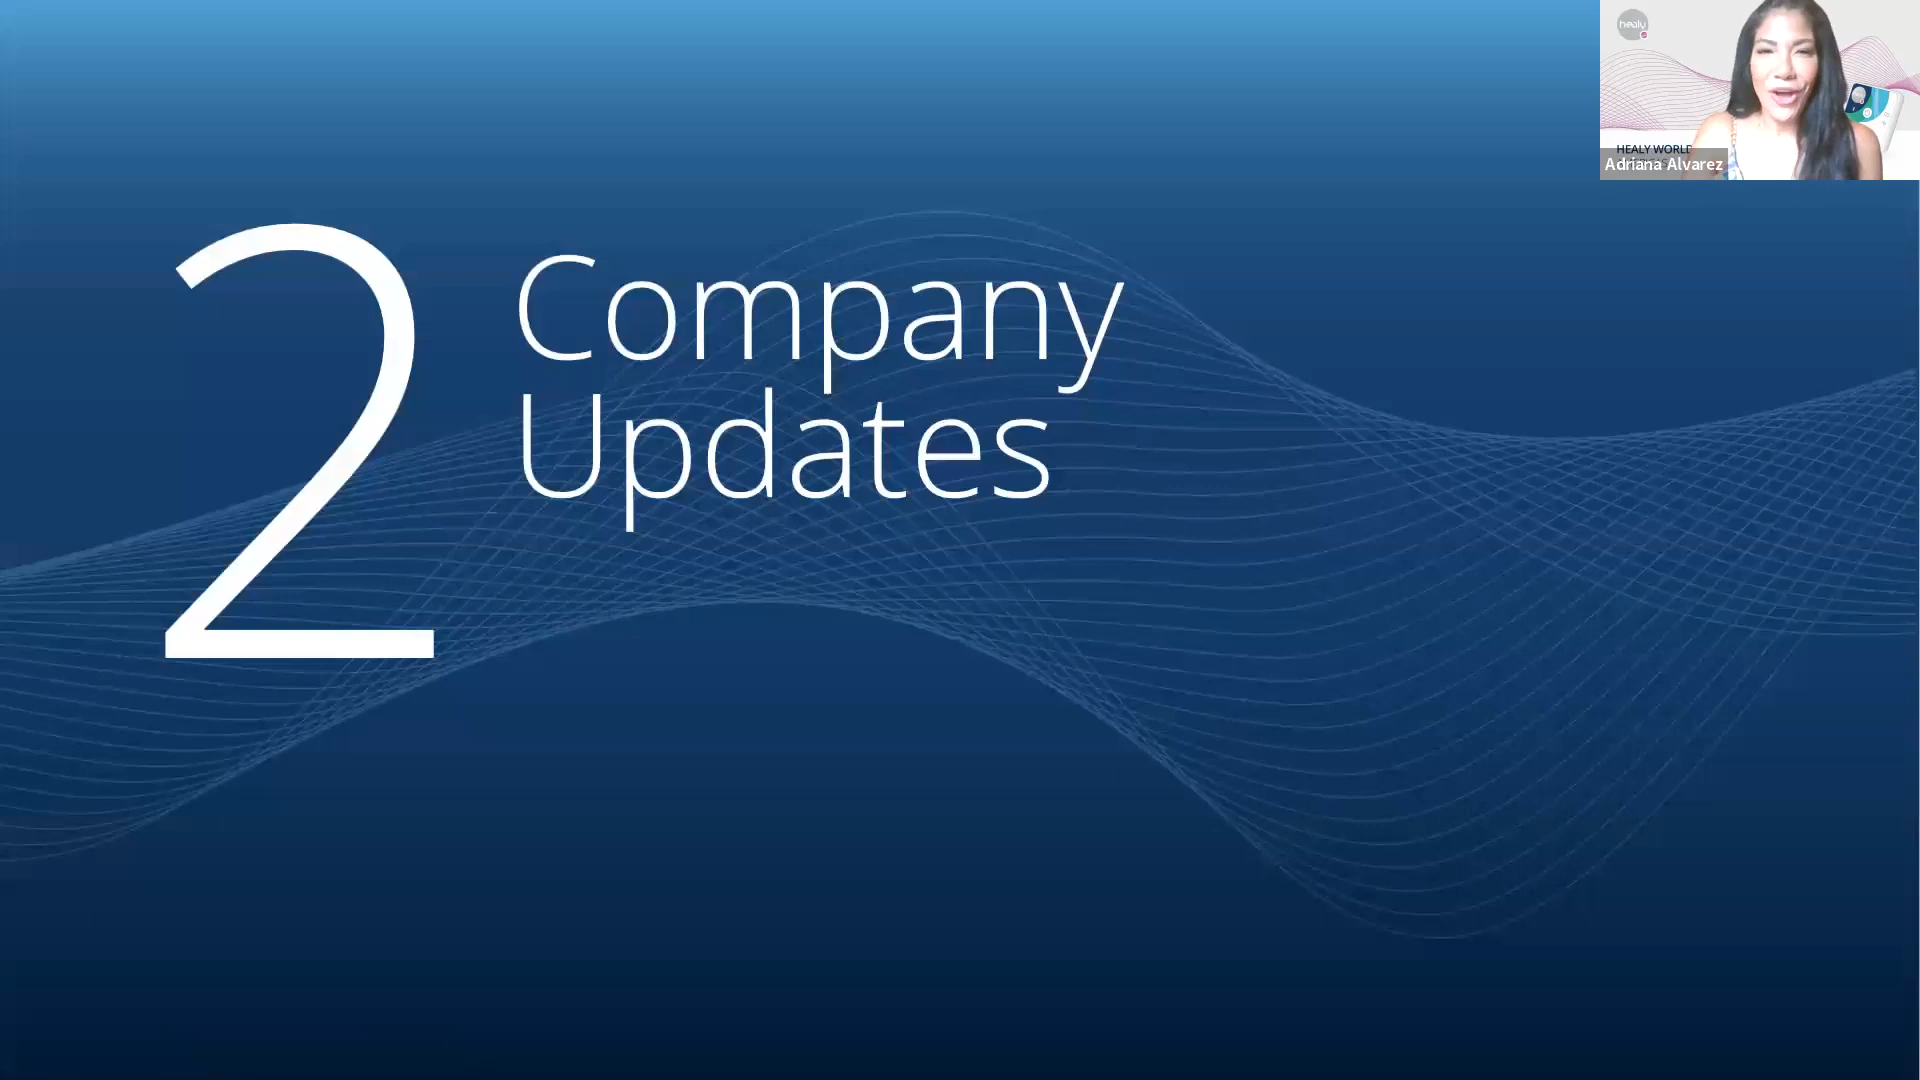 2
Company
Updates
healy
HEALY WORLD
Adriana Alvarez